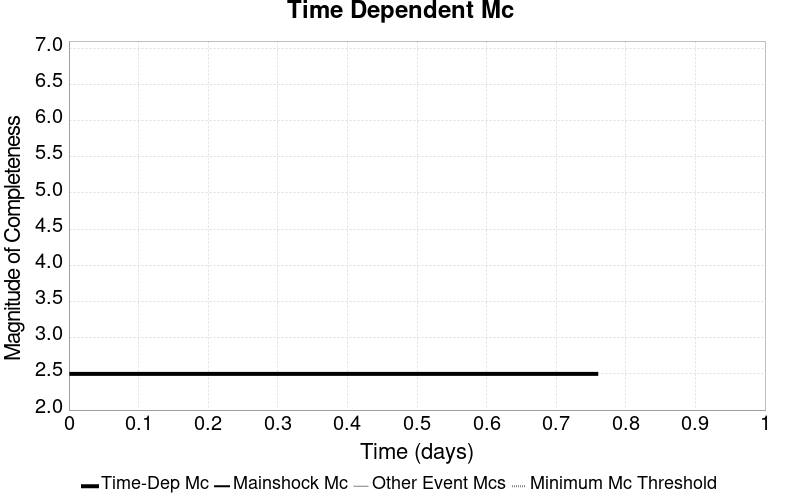 Time Dependent Mc
7.0
6.5
6.0
5.5
5.0
4.5
4.0
3.5
3.0
2.5
2.0
Magnitude of Completeness
0 0.1 0.2 0.3 0.4 0.5 0.6 0.7 0.8 0.9 1
Time (days)
Time-Dep Mc Mainshock Mc Other Event Mcs Minimum Mc Threshold